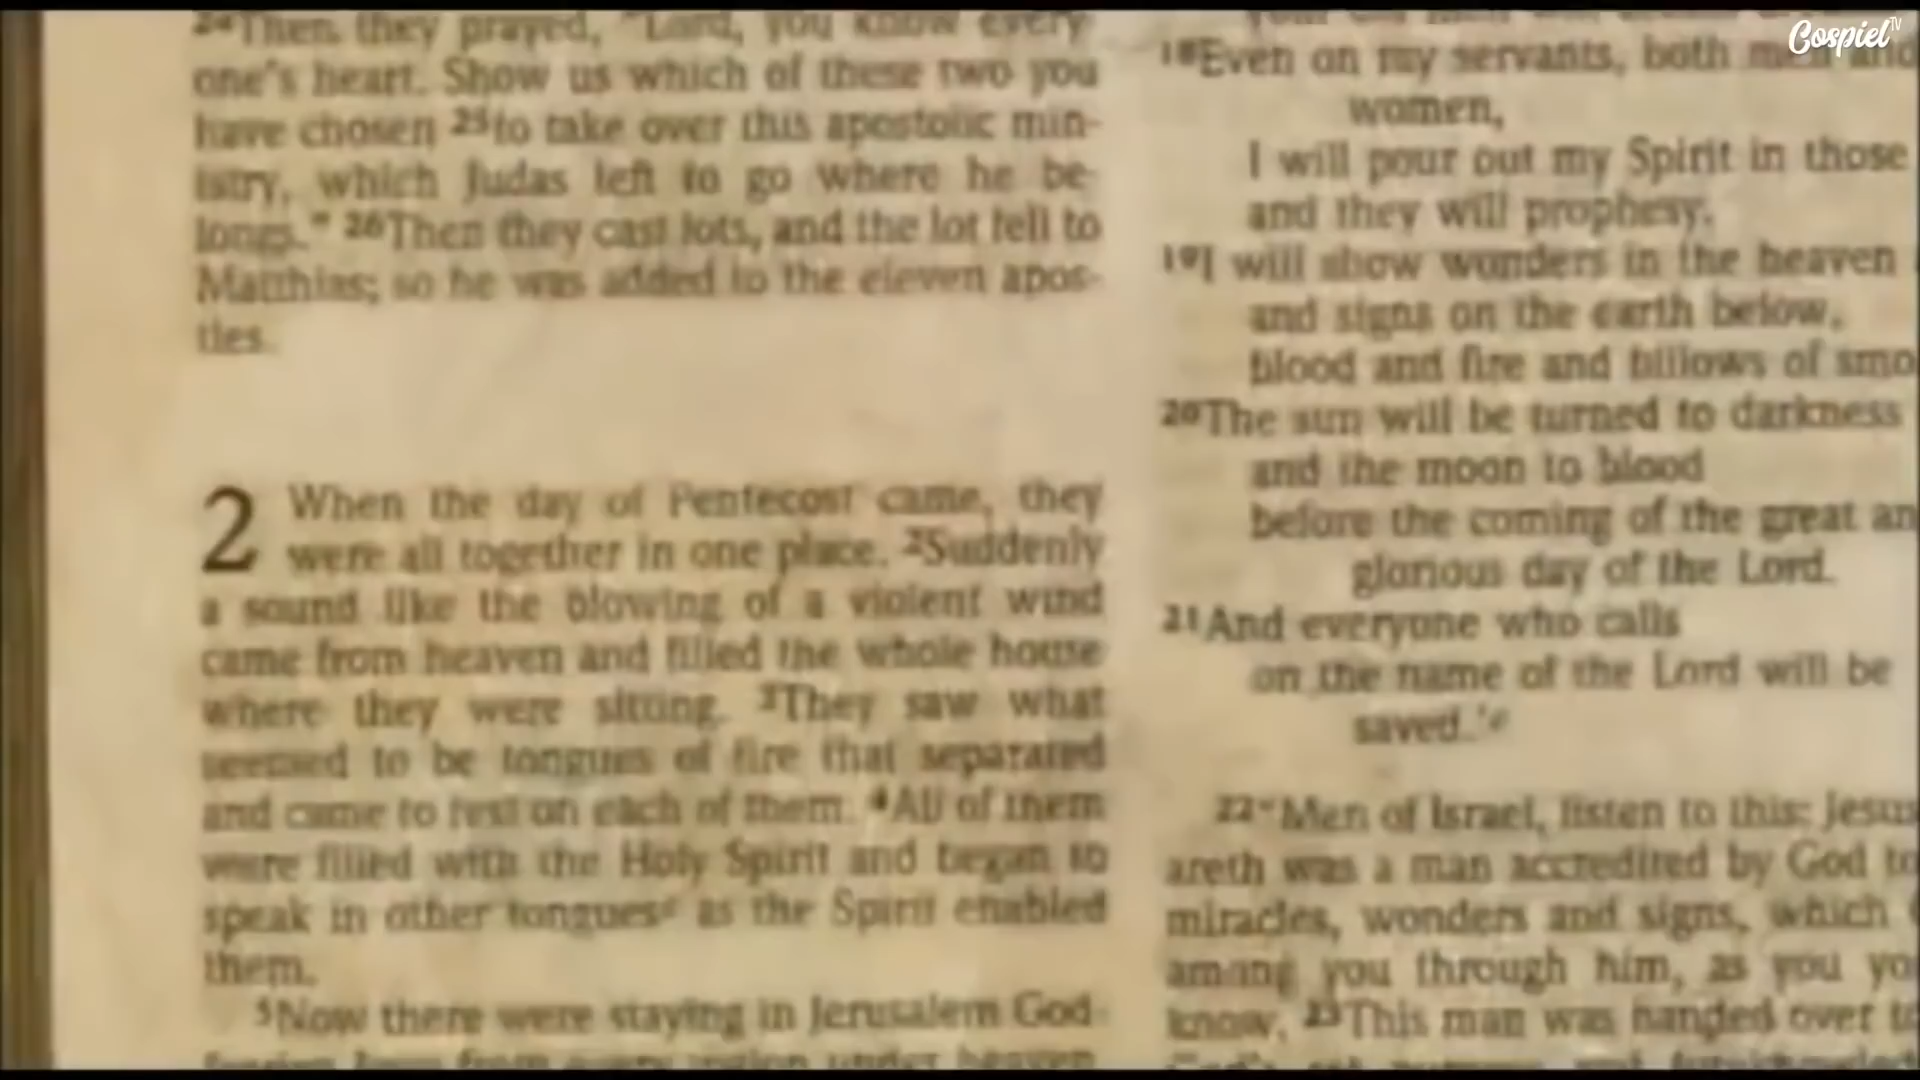 24Then they prayed, "Lord, you know every-
one's heart. Show us which of these two you
have chosen 25to take over this apostolic min-
istry, which Judas left to go where he be-
longs." 26Then they cast lots, and the lot fell to
Matthias; so he was added to the eleven apos-
tles.
2 When the day of Pentecost came, they
were all together in one place. 2Suddenly
a sound like the blowing of a violent wind
came from heaven and filled the whole house
where they were sitting. 3They saw what
seemed to be tongues of fire that separated
and came to rest on each of them. 4All of them
were filled with the Holy Spirit and began to
speak in other tongues as the Spirit enabled
them.
5Now there were staying in Jerusalem God-
from every nation under heaven
18Even on my servants, both men and
women,
I will pour out my Spirit in those
and they will prophesy.
19I will show wonders in the heaven
and signs on the earth below,
blood and fire and billows of smo
20The sun will be turned to darkness
and the moon to blood
before the coming of the great an
glorious day of the Lord.
21And everyone who calls
on the name of the Lord will be
saved.'
22"Men of Israel, listen to this: Jesus
areth was a man accredited by God to
miracles, wonders and signs, which
among you through him, as you yo
know. 23This man was handed over to
Gospiel TV